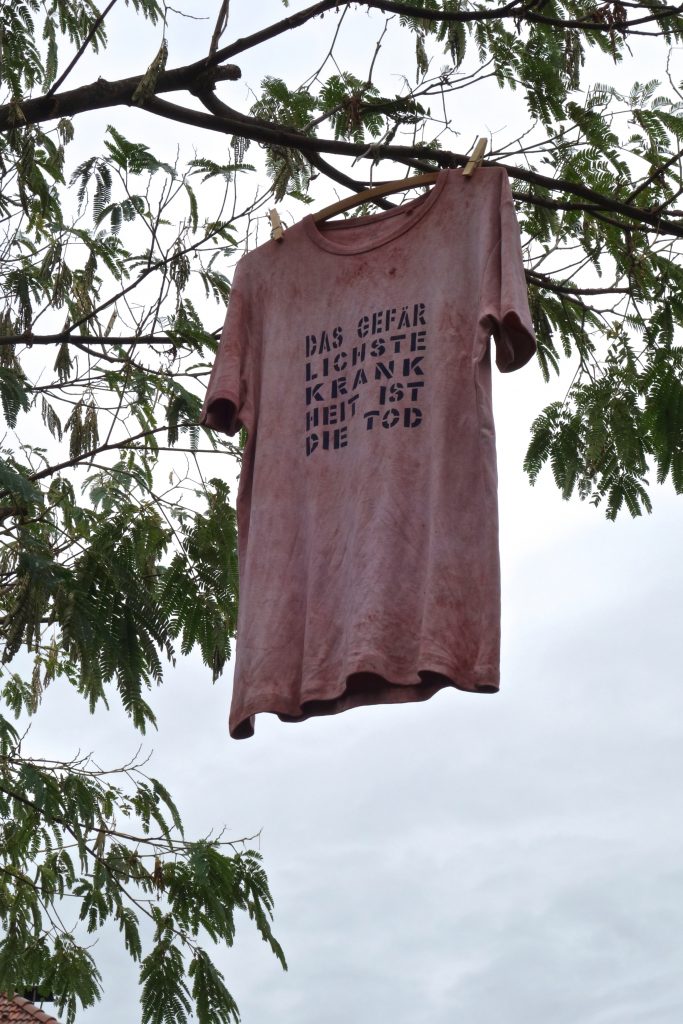 DAS GEFÄR
LICHSTE
KRANK
HEIT IST
DIE TOD